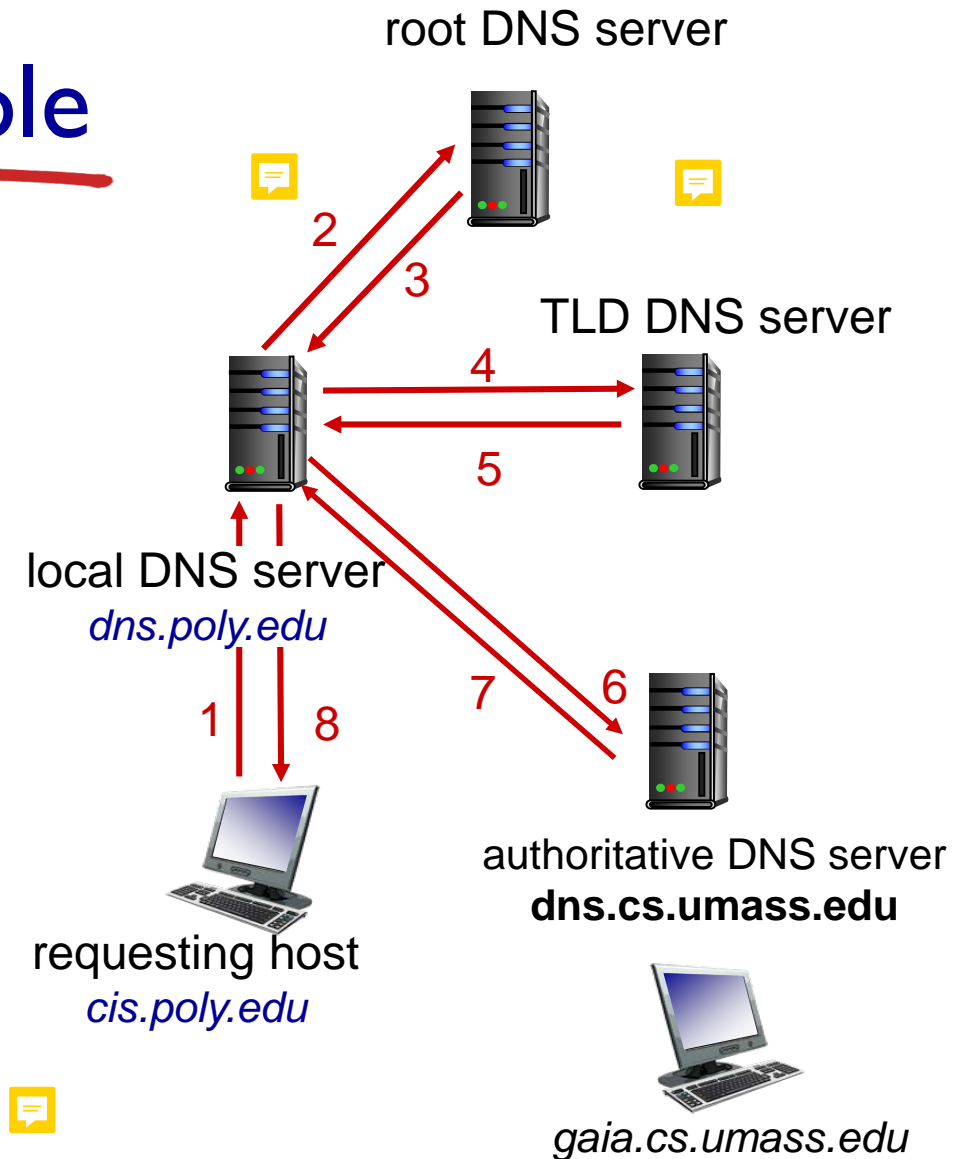 root DNS server
2
3
TLD DNS server
4
5
local DNS server
dns.poly.edu
1
8
7
6
authoritative DNS server
dns.cs.umass.edu
requesting host
cis.poly.edu
gaia.cs.umass.edu